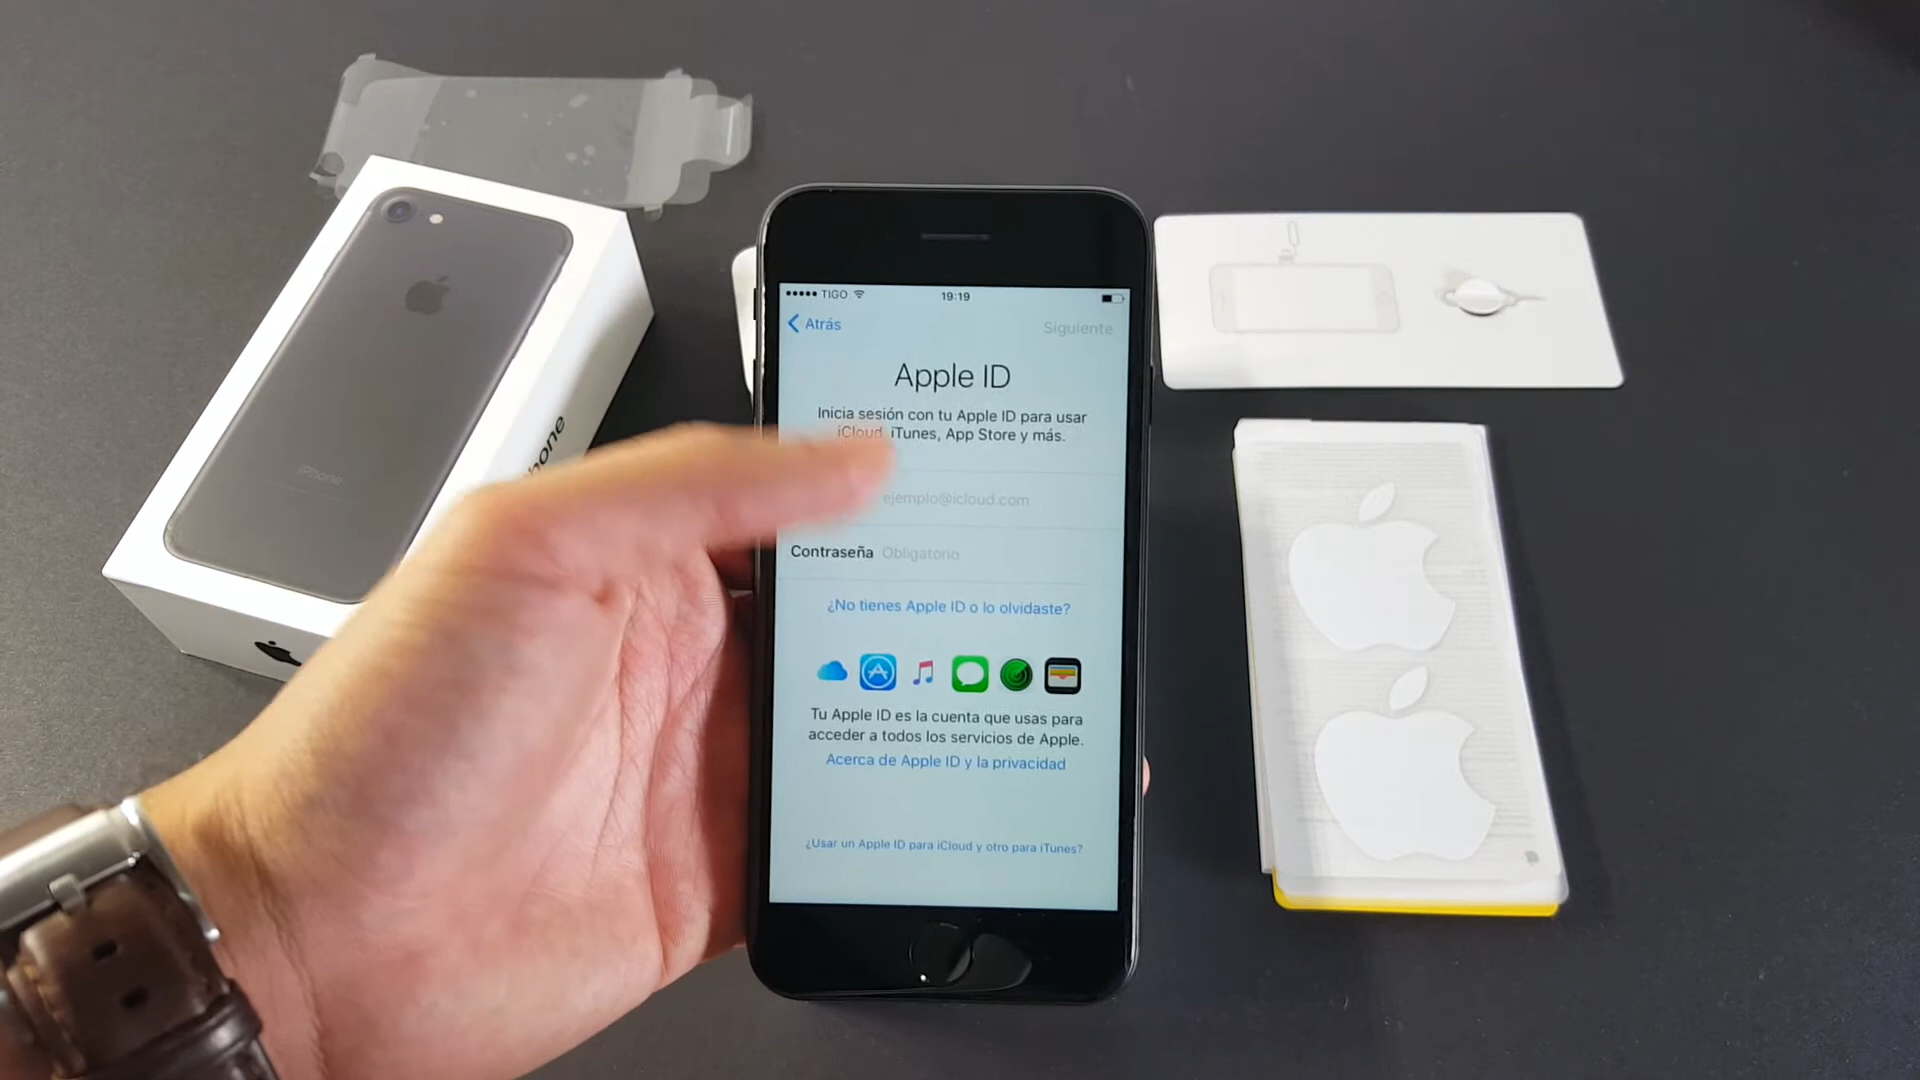 iPhone
hone
●●●●● TIGO
19:19
Atrás
Siguiente
Apple ID
Inicia sesión con tu Apple ID para usar
iCloud, iTunes, App Store y más.
ejemplo@icloud.com
Contraseña Obligatorio
¿No tienes Apple ID o lo olvidaste?
Tu Apple ID es la cuenta que usas para
acceder a todos los servicios de Apple.
Acerca de Apple ID y la privacidad
¿Usar un Apple ID para iCloud y otro para iTunes?